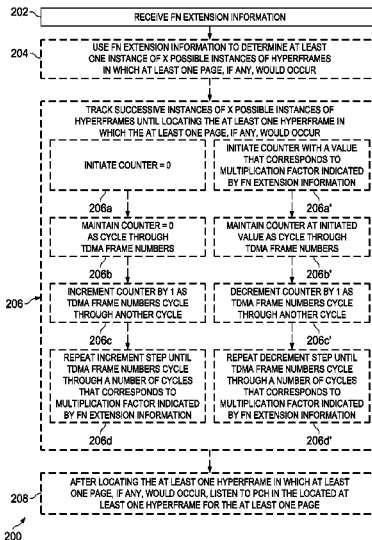 202
RECEIVE FN EXTENSION INFORMATION
204
USE FN EXTENSION INFORMATION TO DETERMINE AT LEAST
ONE INSTANCE OF X POSSIBLE INSTANCES OF HYPERFRAMES
IN WHICH AT LEAST ONE PAGE, IF ANY, WOULD OCCUR
TRACK SUCCESSIVE INSTANCES OF X POSSIBLE INSTANCES OF
HYPERFRAMES UNTIL LOCATING THE AT LEAST ONE HYPERFRAME IN
WHICH THE AT LEAST ONE PAGE, IF ANY, WOULD OCCUR
INITIATE COUNTER = 0
206a
INITIATE COUNTER WITH A VALUE
THAT CORRESPONDS TO
MULTIPLICATION FACTOR INDICATED
BY FN EXTENSION INFORMATION
206a'
MAINTAIN COUNTER = 0
AS CYCLE THROUGH
TDMA FRAME NUMBERS
206b
MAINTAIN COUNTER AT INITIATED
VALUE AS CYCLE THROUGH
TDMA FRAME NUMBERS
206b'
206
INCREMENT COUNTER BY 1 AS
TDMA FRAME NUMBERS CYCLE
THROUGH ANOTHER CYCLE
206c
DECREMENT COUNTER BY 1 AS
TDMA FRAME NUMBERS CYCLE
THROUGH ANOTHER CYCLE
206c'
REPEAT INCREMENT STEP UNTIL
TDMA FRAME NUMBERS CYCLE
THROUGH A NUMBER OF CYCLES
THAT CORRESPONDS TO
MULTIPLICATION FACTOR INDICATED
BY FN EXTENSION INFORMATION
206d
REPEAT DECREMENT STEP UNTIL
TDMA FRAME NUMBERS CYCLE
THROUGH A NUMBER OF CYCLES
THAT CORRESPONDS TO
MULTIPLICATION FACTOR INDICATED
BY FN EXTENSION INFORMATION
206d'
208
AFTER LOCATING THE AT LEAST ONE HYPERFRAME IN WHICH AT LEAST
ONE PAGE, IF ANY, WOULD OCCUR, LISTEN TO PCH IN THE LOCATED AT
LEAST ONE HYPERFRAME FOR THE AT LEAST ONE PAGE
200